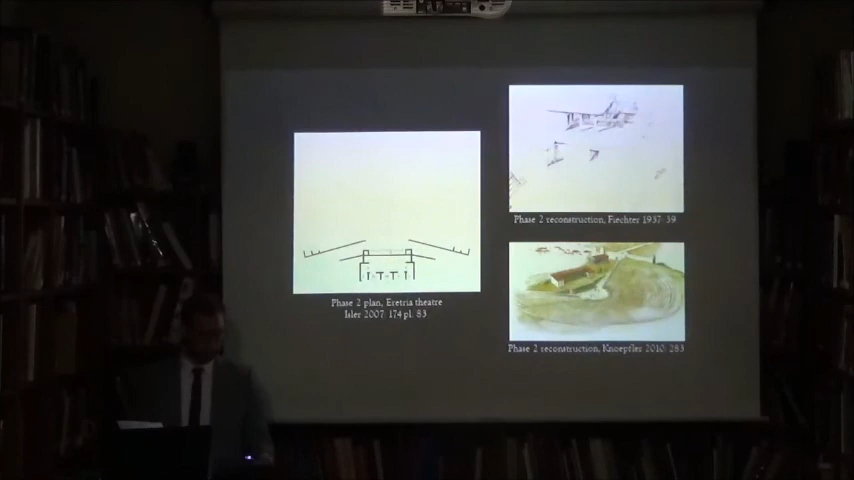 Phase 2 plan, Eretria theatre
Isler 2007: 174 pl. 83
Phase 2 reconstruction, Fiechter 1937: 39
Phase 2 reconstruction, Knoepfler 2010: 283